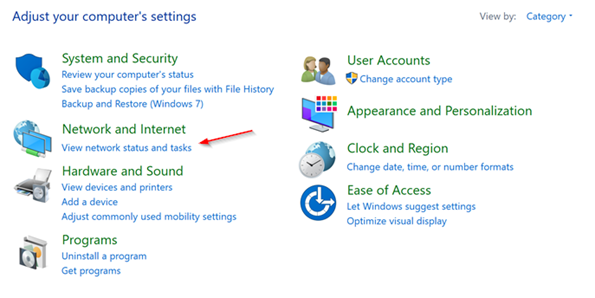 Adjust your computer's settings
View by: Category
System and Security
Review your computer's status
Save backup copies of your files with File History
Backup and Restore (Windows 7)
Network and Internet
View network status and tasks
Hardware and Sound
View devices and printers
Add a device
Adjust commonly used mobility settings
Programs
Uninstall a program
Get programs
User Accounts
Change account type
Appearance and Personalization
Clock and Region
Change date, time, or number formats
Ease of Access
Let Windows suggest settings
Optimize visual display